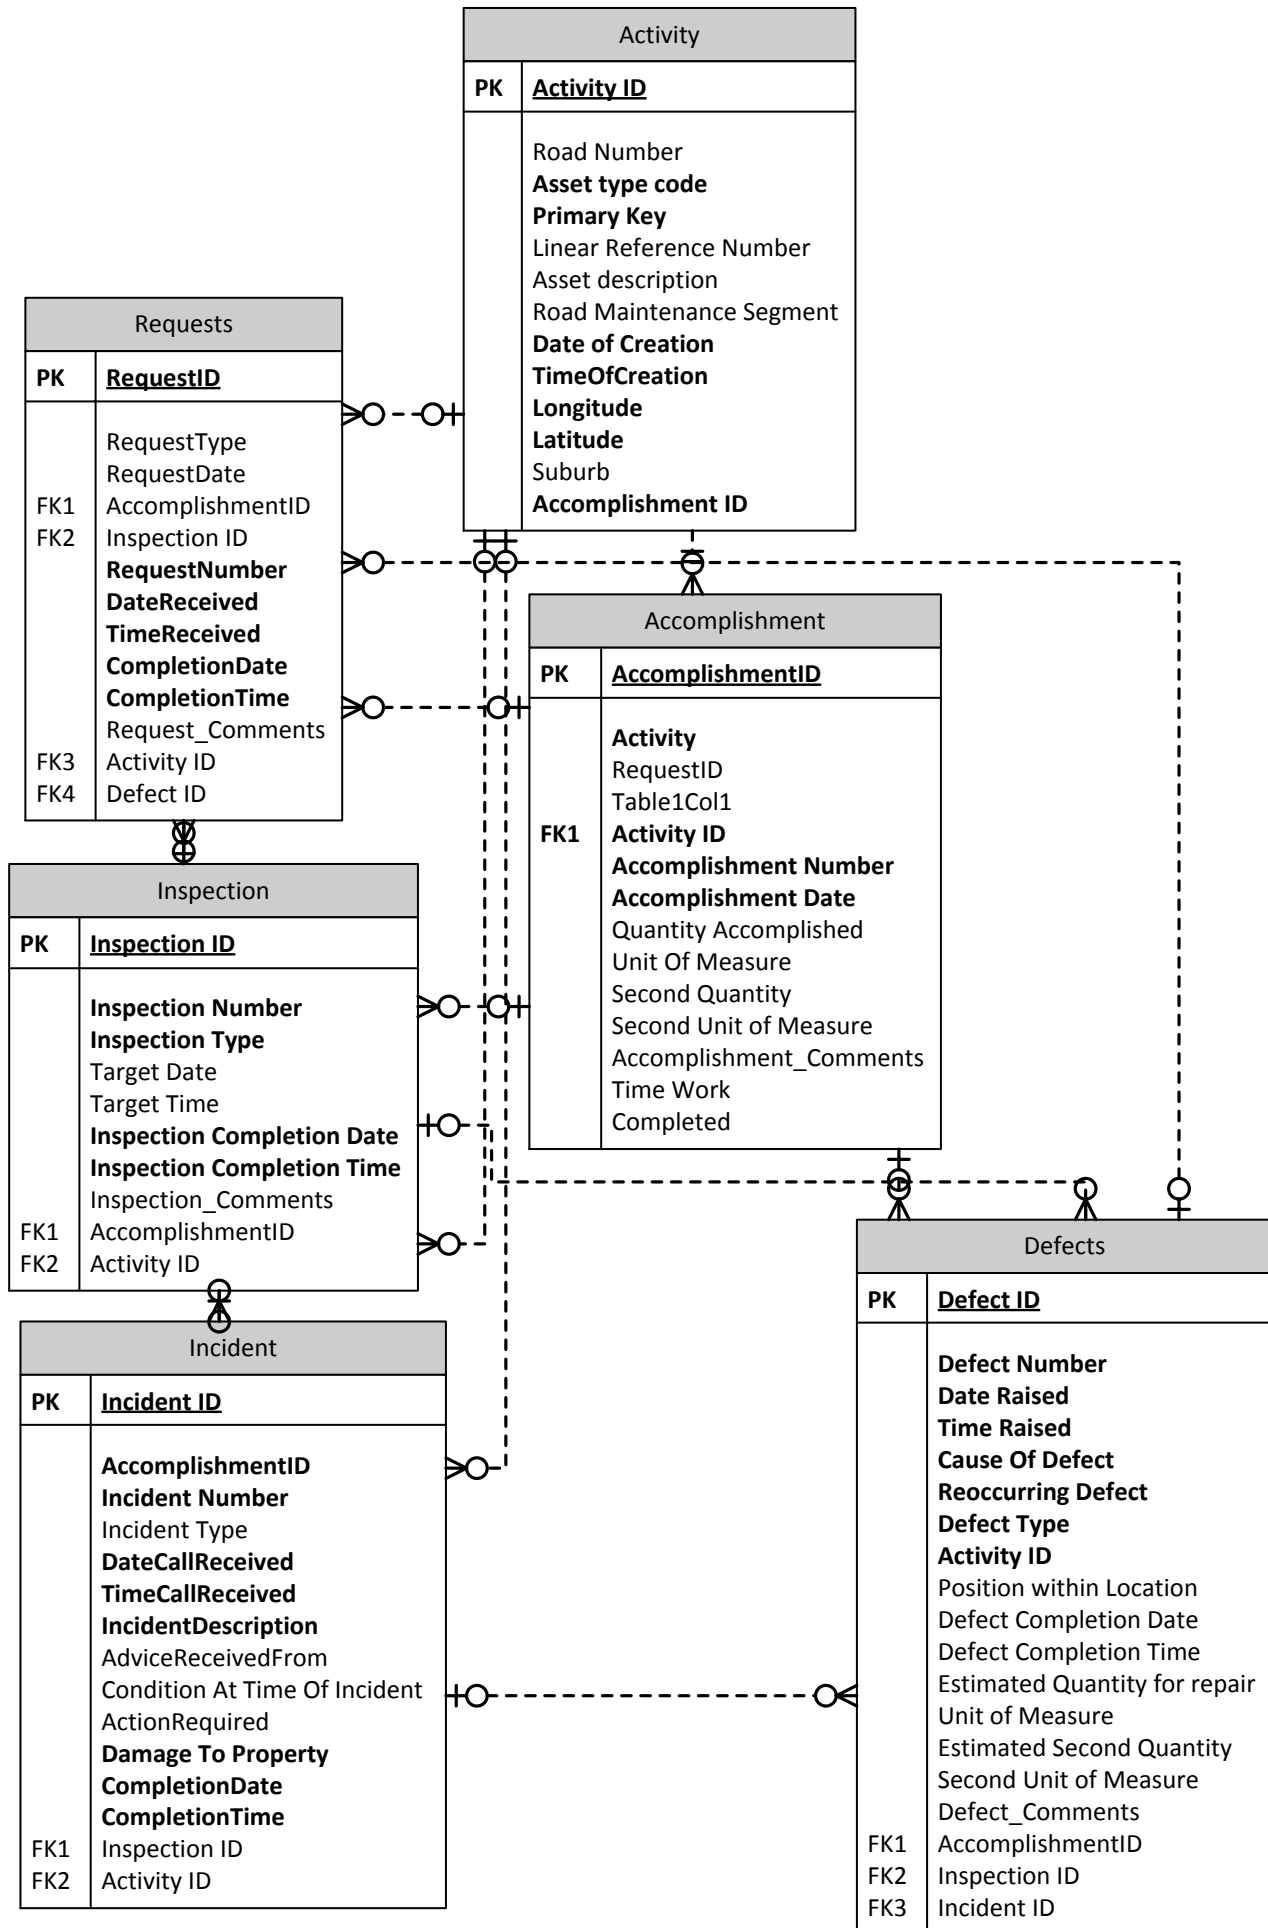 Activity
PK Activity ID
Road Number
Asset type code
Primary Key
Linear Reference Number
Asset description
Road Maintenance Segment
Date of Creation
TimeOfCreation
Longitude
Latitude
Suburb
Accomplishment ID
Requests
PK RequestID
RequestType
RequestDate
FK1 AccomplishmentID
FK2 Inspection ID
RequestNumber
DateReceived
TimeReceived
CompletionDate
CompletionTime
Request_Comments
FK3 Activity ID
FK4 Defect ID
Accomplishment
PK AccomplishmentID
Activity
RequestID
Table1Col1
FK1 Activity ID
Accomplishment Number
Accomplishment Date
Quantity Accomplished
Unit Of Measure
Second Quantity
Second Unit of Measure
Accomplishment_Comments
Time Work
Completed
Inspection
PK Inspection ID
Inspection Number
Inspection Type
Target Date
Target Time
Inspection Completion Date
Inspection Completion Time
Inspection_Comments
FK1 AccomplishmentID
FK2 Activity ID
Incident
PK Incident ID
AccomplishmentID
Incident Number
Incident Type
DateCallReceived
TimeCallReceived
IncidentDescription
AdviceReceivedFrom
Condition At Time Of Incident
ActionRequired
Damage To Property
CompletionDate
CompletionTime
FK1 Inspection ID
FK2 Activity ID
Defects
PK Defect ID
Defect Number
Date Raised
Time Raised
Cause Of Defect
Reoccurring Defect
Defect Type
Activity ID
Position within Location
Defect Completion Date
Defect Completion Time
Estimated Quantity for repair
Unit of Measure
Estimated Second Quantity
Second Unit of Measure
Defect_Comments
FK1 AccomplishmentID
FK2 Inspection ID
FK3 Incident ID